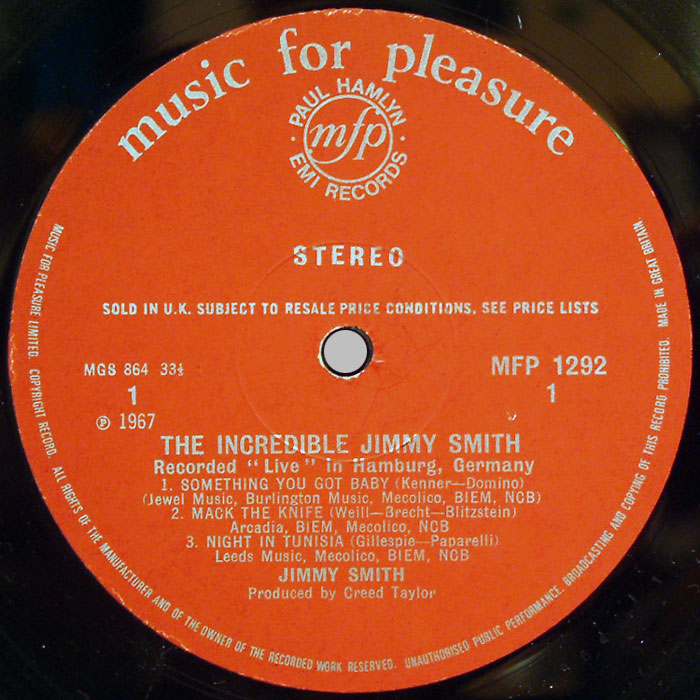 music for pleasure
PAUL HAMLYN
mfp
EMI RECORDS
STEREO
SOLD IN U.K. SUBJECT TO RESALE PRICE CONDITIONS, SEE PRICE LISTS
MGS 864 33⅓
1
℗ 1967
MFP 1292
1
THE INCREDIBLE JIMMY SMITH
Recorded "Live" in Hamburg, Germany
1. SOMETHING YOU GOT BABY (Kenner—Domino)
(Jewel Music, Burlington Music, Mecolico, BIEM, NCB)
2. MACK THE KNIFE (Weill—Brecht—Blitzstein)
Arcadia, BIEM, Mecolico, NCB
3. NIGHT IN TUNISIA (Gillespie—Paparelli)
Leeds Music, Mecolico, BIEM, NCB
JIMMY SMITH
Produced by Creed Taylor
MUSIC FOR PLEASURE LIMITED. COPYRIGHT RECORD. ALL RIGHTS OF THE MANUFACTURER AND OF THE OWNER OF THE RECORDED WORK RESERVED. UNAUTHORISED PUBLIC PERFORMANCE, BROADCASTING AND COPYING OF THIS RECORD PROHIBITED. MADE IN GREAT BRITAIN